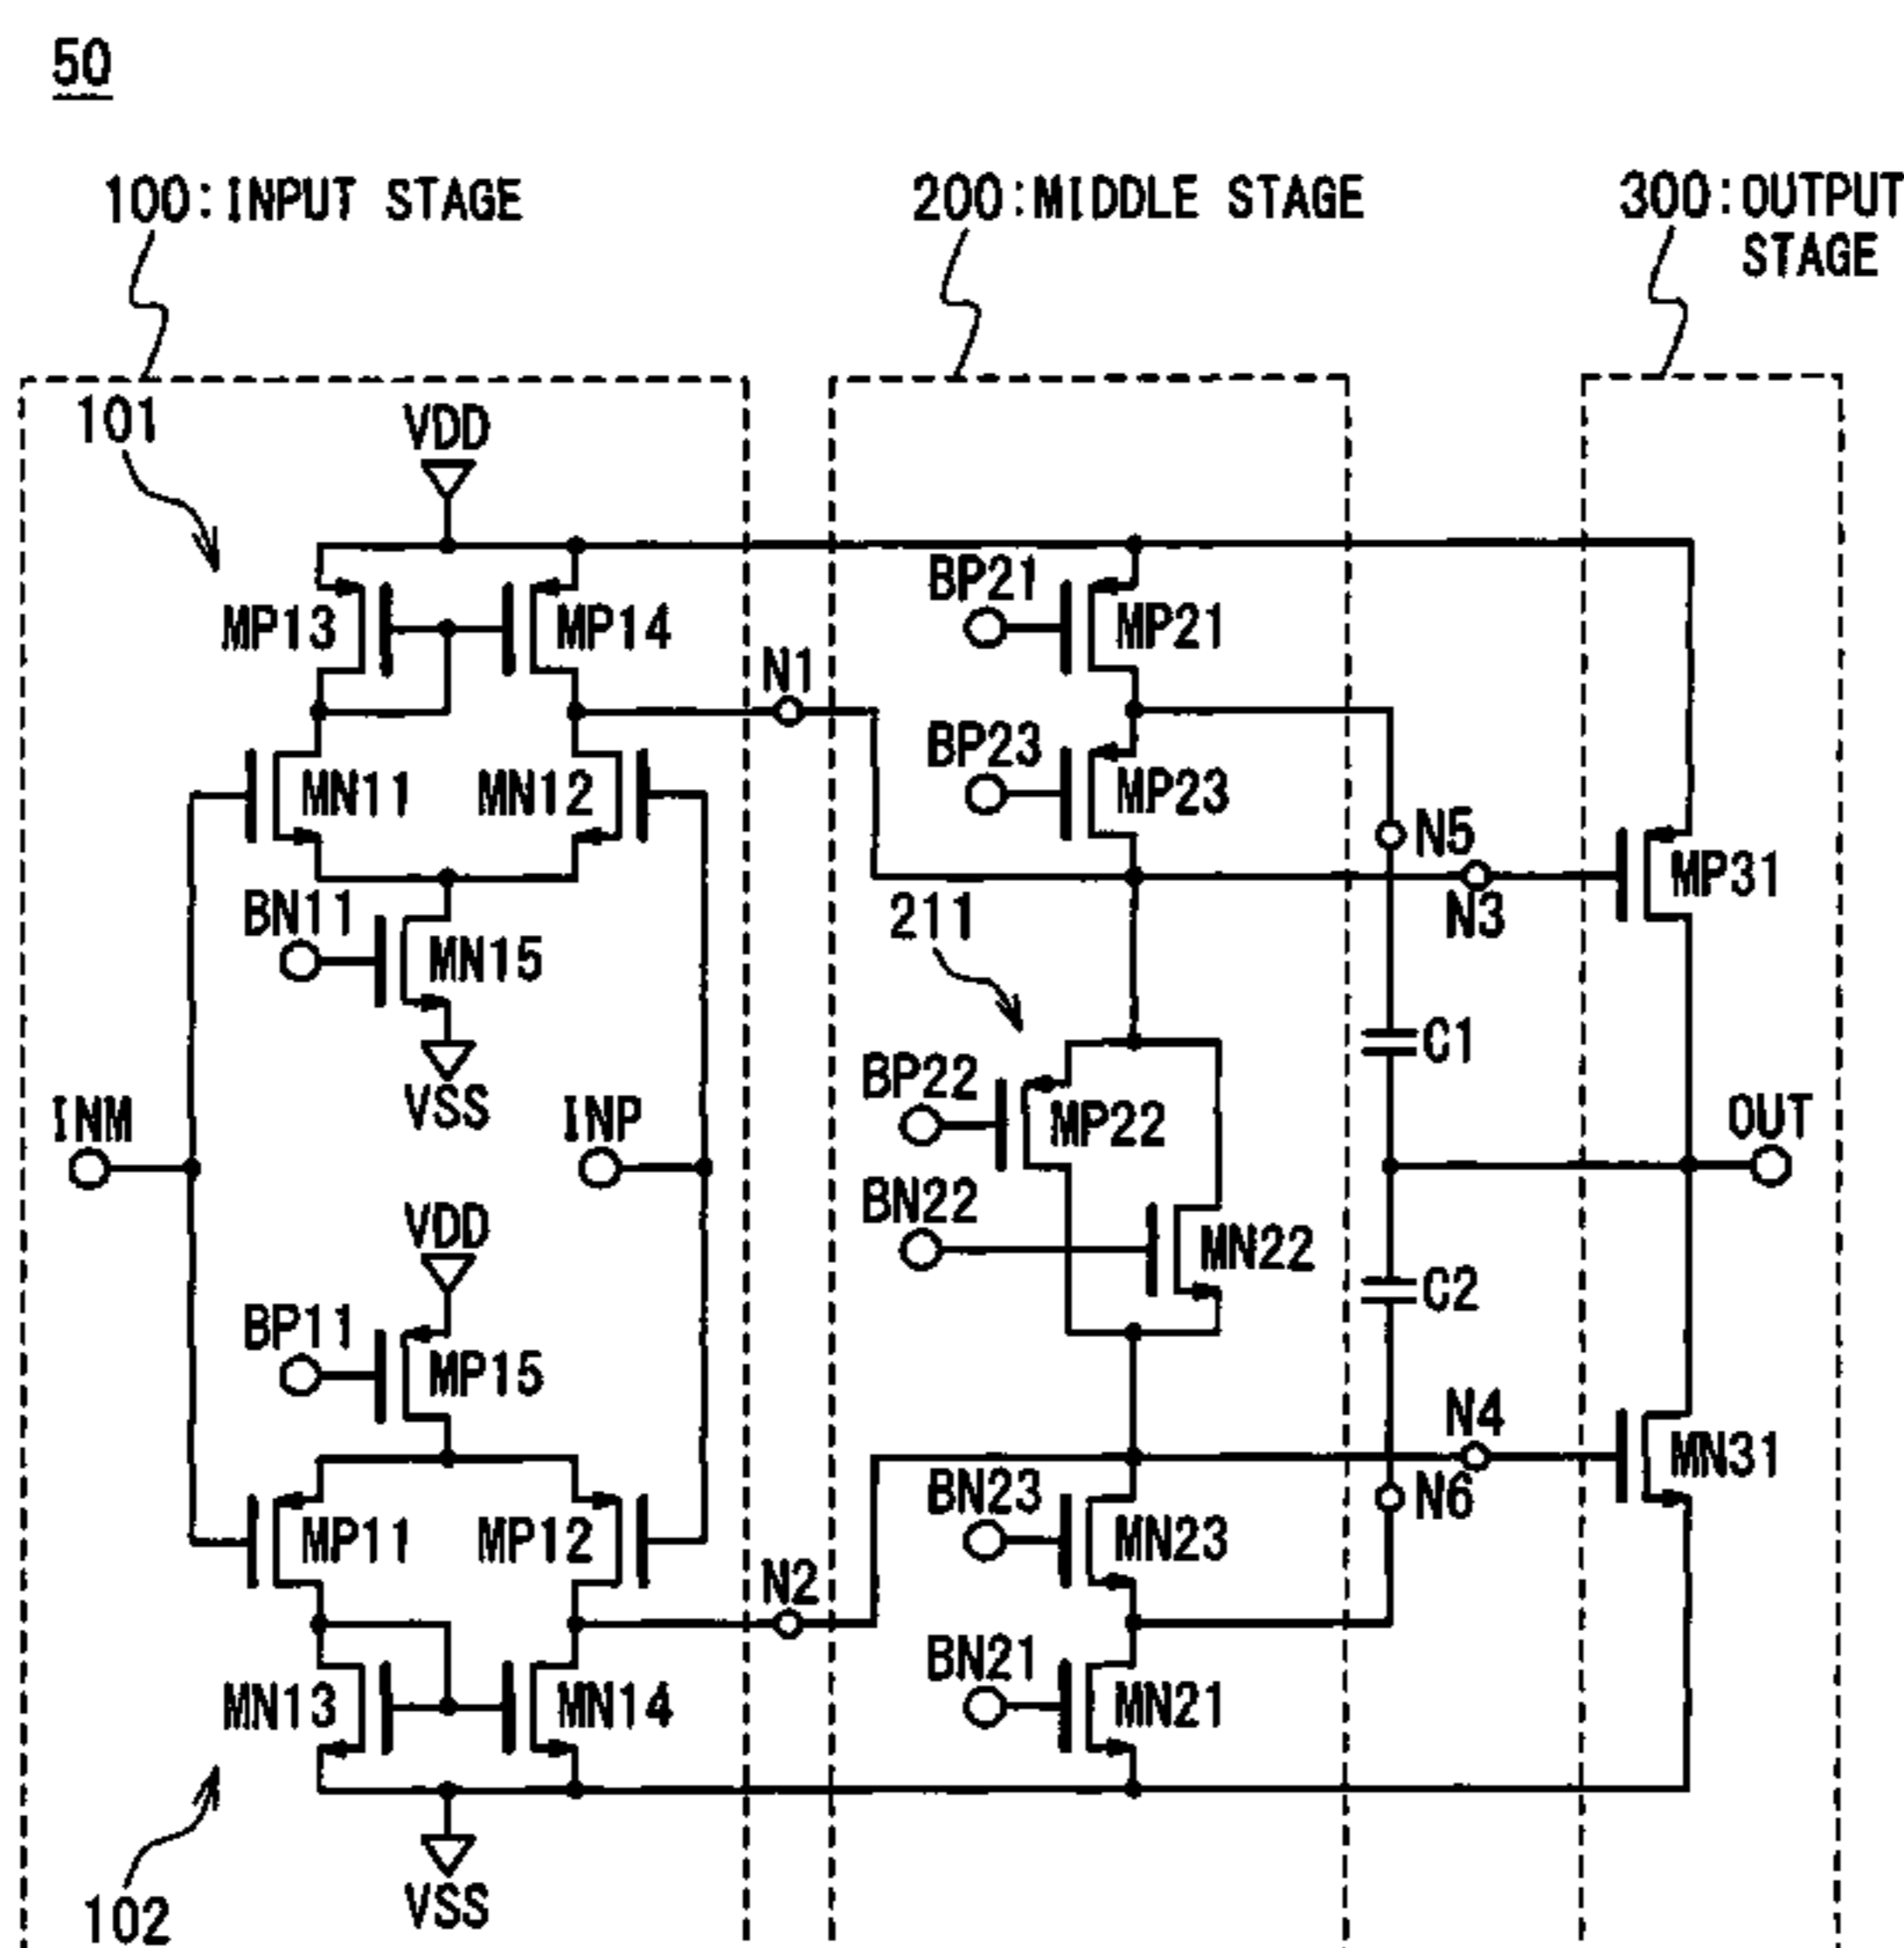 50
100:INPUT STAGE
200:MIDDLE STAGE
300:OUTPUT
STAGE
101
VDD
MP13
MP14
BP21
MP21
N1
BP23
MP23
MN11
MN12
N5
MP31
N3
BN11
MN15
211
VSS
C1
INM
INP
BP22
MP22
OUT
BN22
MN22
VDD
C2
BP11
MP15
N4
MN31
MP11
MP12
BN23
MN23
N6
N2
MN13
MN14
BN21
MN21
102
VSS